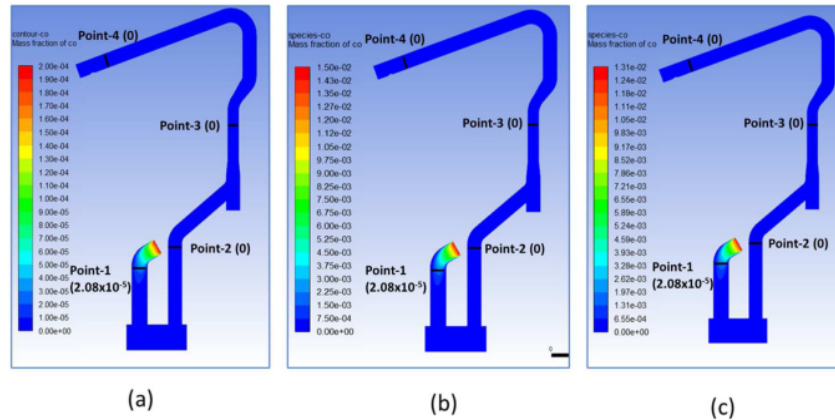 contour-co
Mass fraction of co
2.00e-04
1.90e-04
1.80e-04
1.70e-04
1.60e-04
1.50e-04
1.40e-04
1.30e-04
1.20e-04
1.10e-04
1.00e-04
9.00e-05
8.00e-05
7.00e-05
6.00e-05
5.00e-05
4.00e-05
3.00e-05
2.00e-05
1.00e-05
0.00e+00
Point-4 (0)
Point-3 (0)
Point-2 (0)
Point-1
(2.08x10⁻⁵)
(a)
species-co
Mass fraction of co
1.50e-02
1.43e-02
1.35e-02
1.28e-02
1.20e-02
1.13e-02
1.05e-02
9.75e-03
9.00e-03
8.25e-03
7.50e-03
6.75e-03
6.00e-03
5.25e-03
4.50e-03
3.75e-03
3.00e-03
2.25e-03
1.50e-03
7.50e-04
0.00e+00
Point-4 (0)
Point-3 (0)
Point-2 (0)
Point-1
(2.08x10⁻⁵)
0
(b)
species-co
Mass fraction of co
1.31e-02
1.24e-02
1.18e-02
1.11e-02
1.05e-02
9.83e-03
9.17e-03
8.52e-03
7.86e-03
7.21e-03
6.55e-03
5.90e-03
5.24e-03
4.59e-03
3.93e-03
3.28e-03
2.62e-03
1.97e-03
1.31e-03
6.55e-04
0.00e+00
Point-4 (0)
Point-3 (0)
Point-2 (0)
Point-1
(2.08x10⁻⁵)
(c)